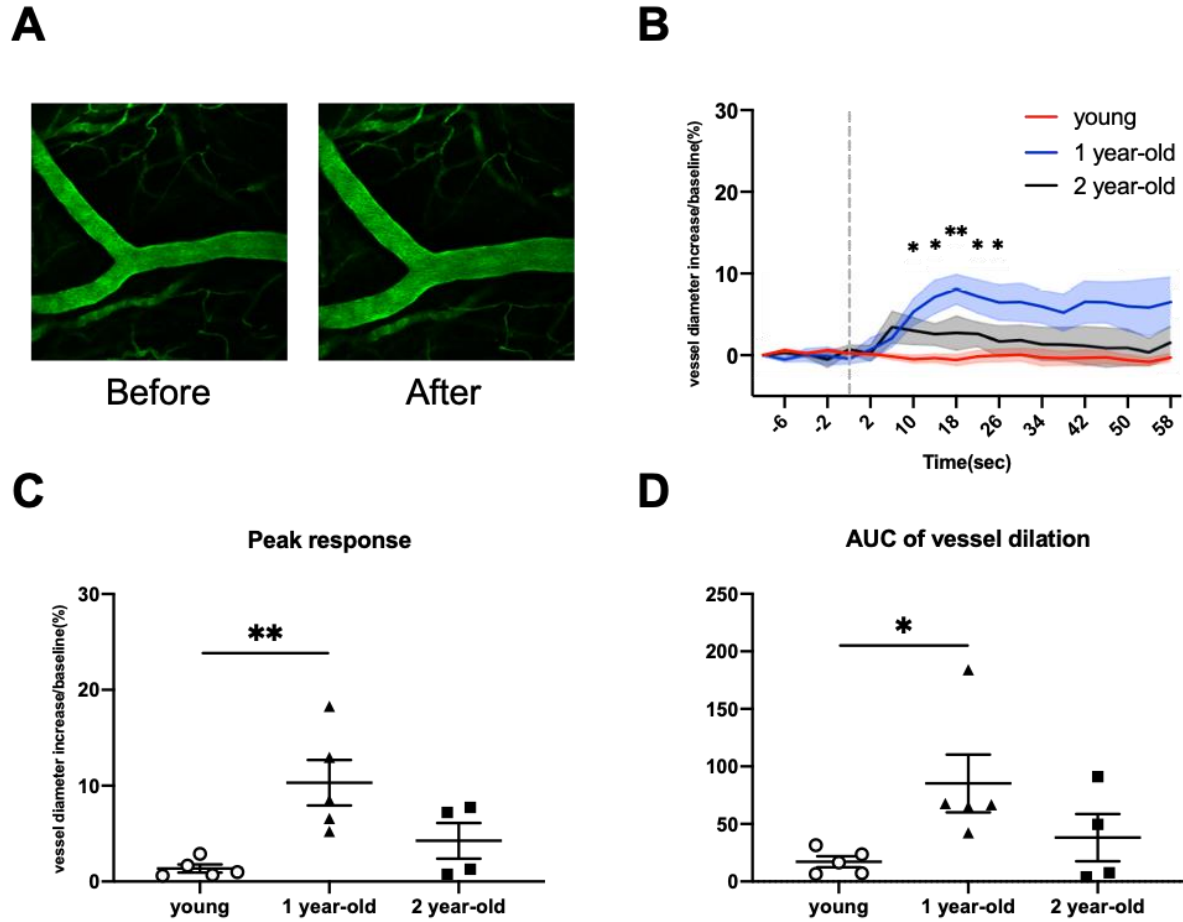 A
B
Before
After
vessel diameter increase/baseline(%)
30
20
10
0
young
1 year-old
2 year-old
*
*
**
*
*
-6
-2
2
10
18
26
34
42
50
58
Time(sec)
C
D
Peak response
vessel diameter increase/baseline(%)
30
20
10
0
**
young
1 year-old
2 year-old
AUC of vessel dilation
250
200
150
100
50
0
*
young
1 year-old
2 year-old